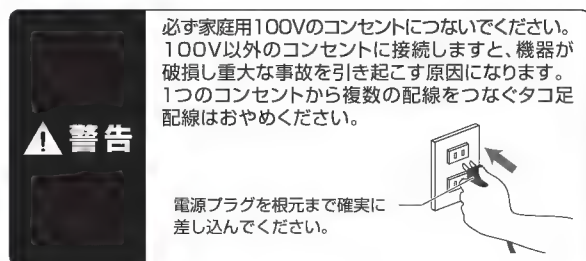 必ず家庭用100Vのコンセントにつないでください。
100V以外のコンセントに接続しますと、機器が
破損し重大な事故を引き起こす原因になります。
1つのコンセントから複数の配線をつなぐタコ足
配線はおやめください。
警告
電源プラグを根元まで確実に
差し込んでください。